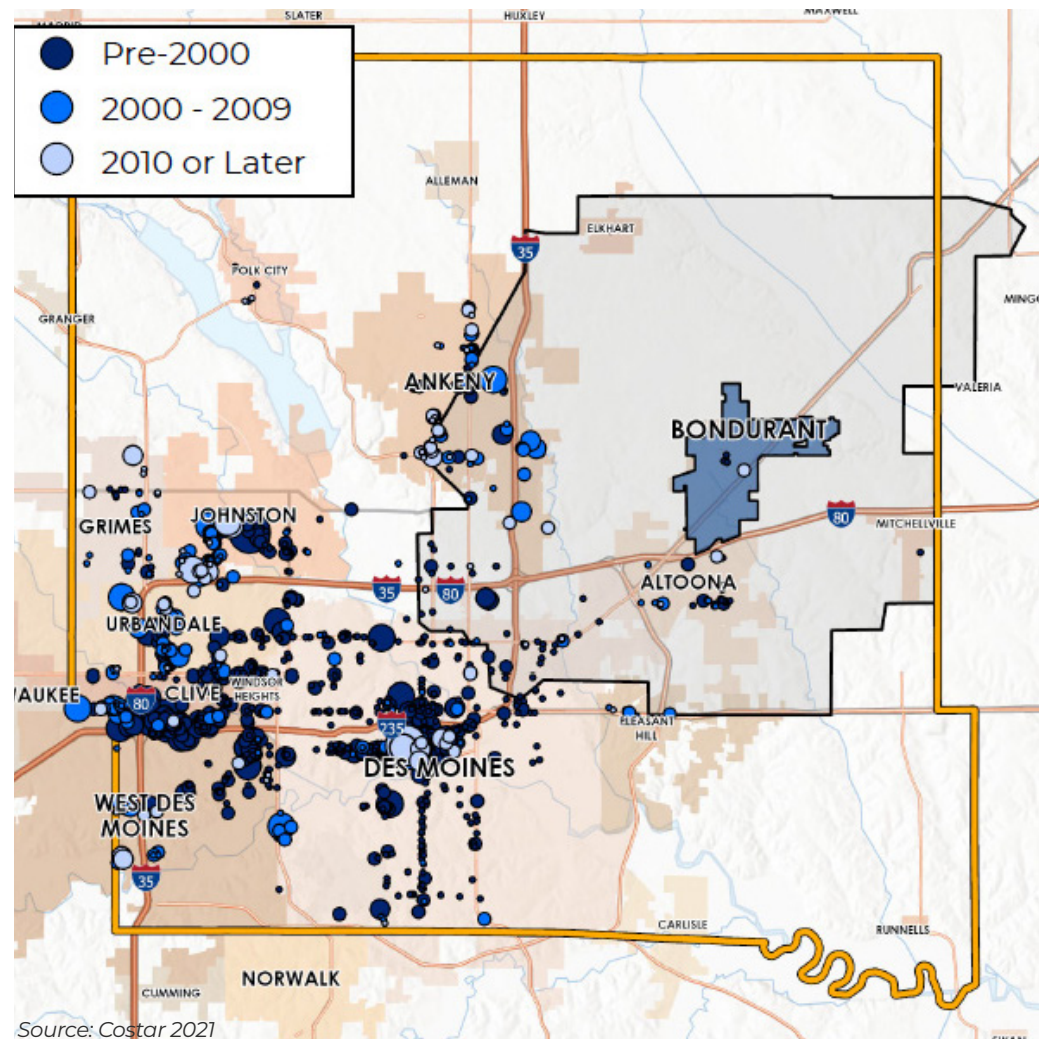 SLATER
HUXLEY
MAXWELL
Pre-2000
2000 - 2009
2010 or Later
ALLEMAN
ELKHART
35
POLK CITY
GRANGER
VALERIA
ANKENY
BONDURANT
GRIMES
JOHNSTON
80
MITCHELLVILLE
35
80
ALTOONA
URBANDALE
AUKEE
80
CLIVE
WINDSOR
HEIGHTS
235
PLEASANT
HILL
DES MOINES
WEST DES
MOINES
35
CARLISLE
RUNNELLS
NORWALK
CUMMING
Source: Costar 2021